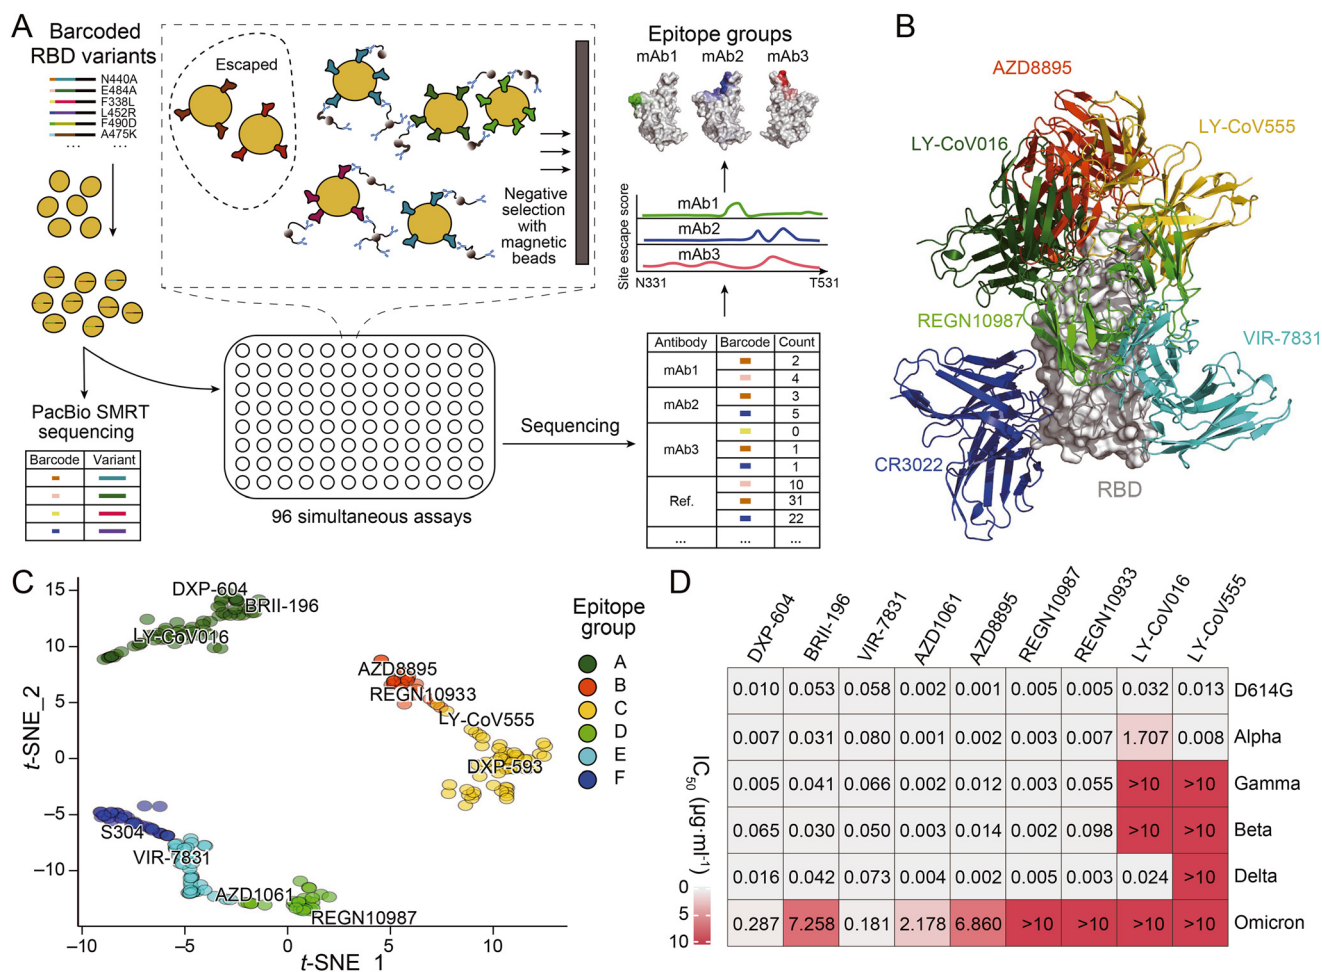 A
Barcoded
RBD variants
N440A
E484A
F338L
L452R
F490D
A475K
... ...
Escaped
Negative
selection
with
magnetic
beads
PacBio SMRT
sequencing
Barcode Variant
96 simultaneous assays
Sequencing
Epitope groups
mAb1 mAb2 mAb3
Site escape score
mAb1
mAb2
mAb3
N331 T531
Antibody Barcode Count
mAb1
2
4
mAb2
3
5
mAb3
0
1
1
Ref.
10
31
22
... ... ...
B
AZD8895
LY-CoV555
LY-CoV016
REGN10987
VIR-7831
CR3022
RBD
C
t-SNE_2
15
10
5
0
−5
−10
DXP-604
BRII-196
LY-CoV016
AZD8895
REGN10933
LY-CoV555
DXP-593
S304
VIR-7831
AZD1061
REGN10987
−10 −5 0 5 10
t-SNE_1
Epitope
group
A
B
C
D
E
F
D
DXP-604 BRII-196 VIR-7831 AZD1061 AZD8895 REGN10987 REGN10933 LY-CoV016 LY-CoV555
0.010 0.053 0.058 0.002 0.001 0.005 0.005 0.032 0.013 D614G
0.007 0.031 0.080 0.001 0.002 0.003 0.007 1.707 0.008 Alpha
0.005 0.041 0.066 0.002 0.012 0.003 0.055 >10 >10 Gamma
0.065 0.030 0.050 0.003 0.014 0.002 0.098 >10 >10 Beta
0.016 0.042 0.073 0.004 0.002 0.005 0.003 0.024 >10 Delta
0.287 7.258 0.181 2.178 6.860 >10 >10 >10 >10 Omicron
IC50 (µg·ml-1)
0
5
10